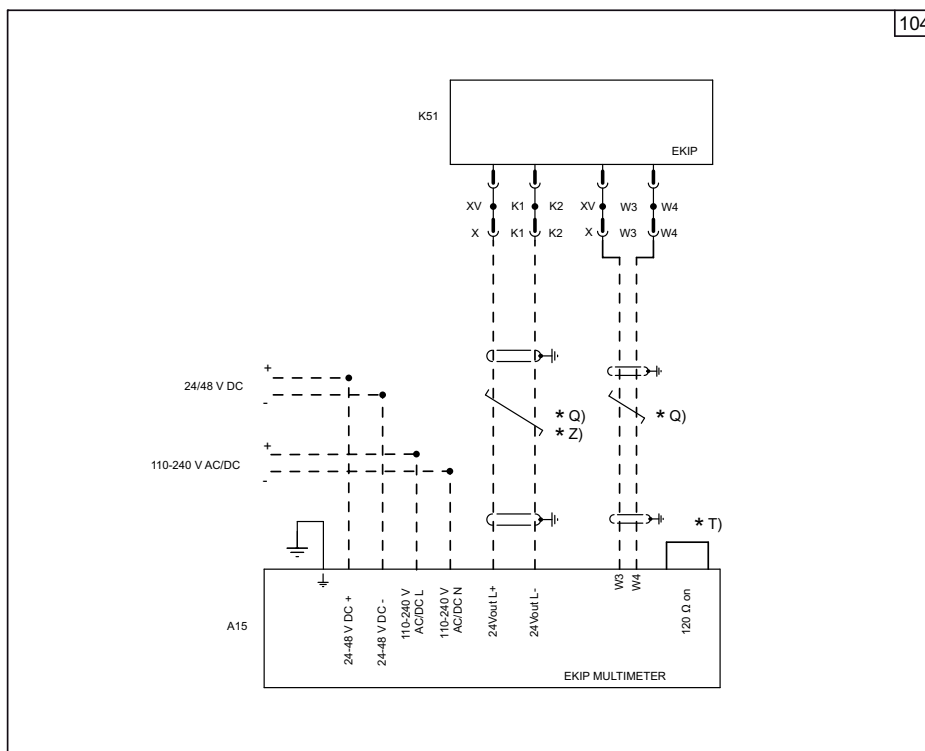 104
K51
EKIP
XV K1 K2 XV W3 W4
X K1 K2 X W3 W4
+
24/48 V DC
-
* Q)
* Z)
* Q)
+
110-240 V AC/DC
-
* T)
A15
24-48 V DC +
24-48 V DC -
110-240 V
AC/DC L
110-240 V
AC/DC N
24Vout L+
24Vout L-
W3
W4
120 Ω on
EKIP MULTIMETER